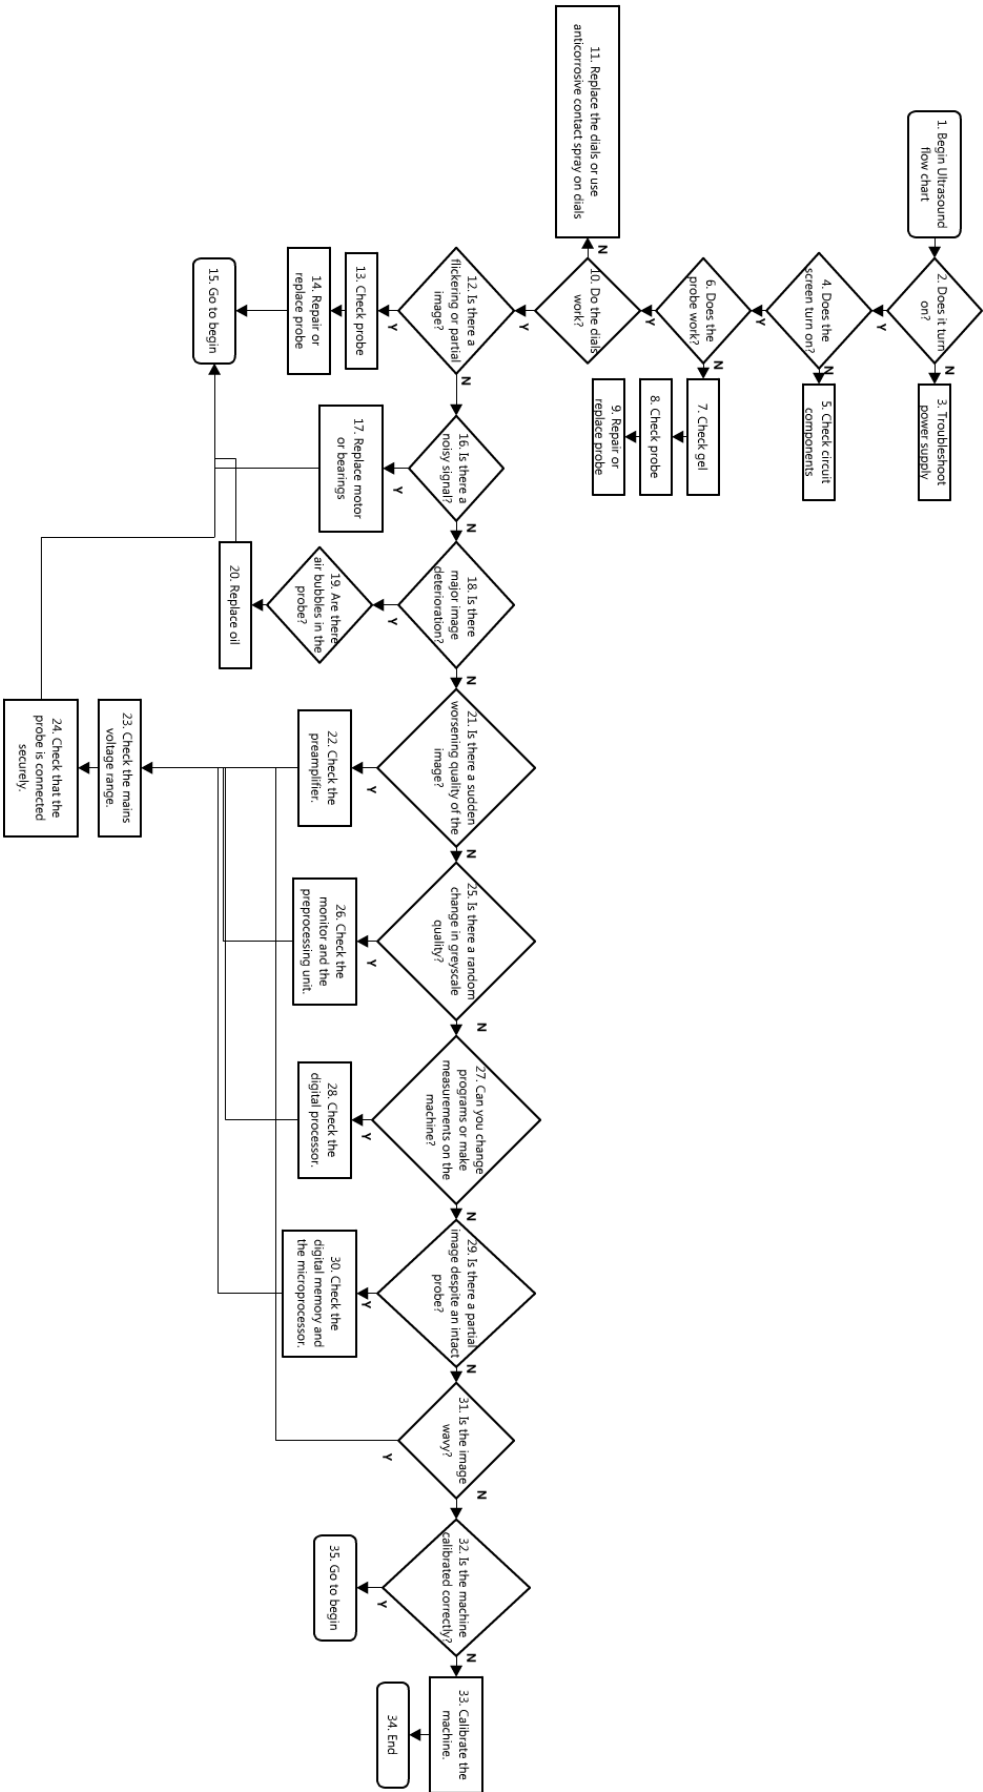 1. Begin Ultrasound
flow chart
2. Does it turn
on?
N
3. Troubleshoot
power supply
Y
4. Does the
screen turn on?
N
5. Check circuit
components
Y
6. Does the
probe work?
N
7. Check gel
8. Check probe
9. Repair or
replace probe
Y
10. Do the dials
work?
N
11. Replace the dials or use
anticorrosive contact spray on dials
Y
12. Is there a
flickering or partial
image?
Y
13. Check probe
14. Repair or
replace probe
15. Go to begin
N
16. Is there a
noisy signal?
Y
17. Replace motor
or bearings
N
18. Is there
major image
deterioration?
Y
19. Are there
air bubbles in the
probe?
20. Replace oil
N
21. Is there a sudden
worsening quality of the
image?
Y
22. Check the
preamplifier.
23. Check the mains
voltage range.
24. Check that the
probe is connected
securely.
N
25. Is there a random
change in greyscale
quality?
Y
26. Check the
monitor and the
preprocessing unit.
N
27. Can you change
programs or make
measurements on the
machine?
Y
28. Check the
digital processor.
N
29. Is there a partial
image despite an intact
probe?
Y
30. Check the
digital memory and
the microprocessor.
N
31. Is the image
wavy?
Y
N
32. Is the machine
calibrated correctly?
Y
35. Go to begin
N
33. Calibrate the
machine.
34. End